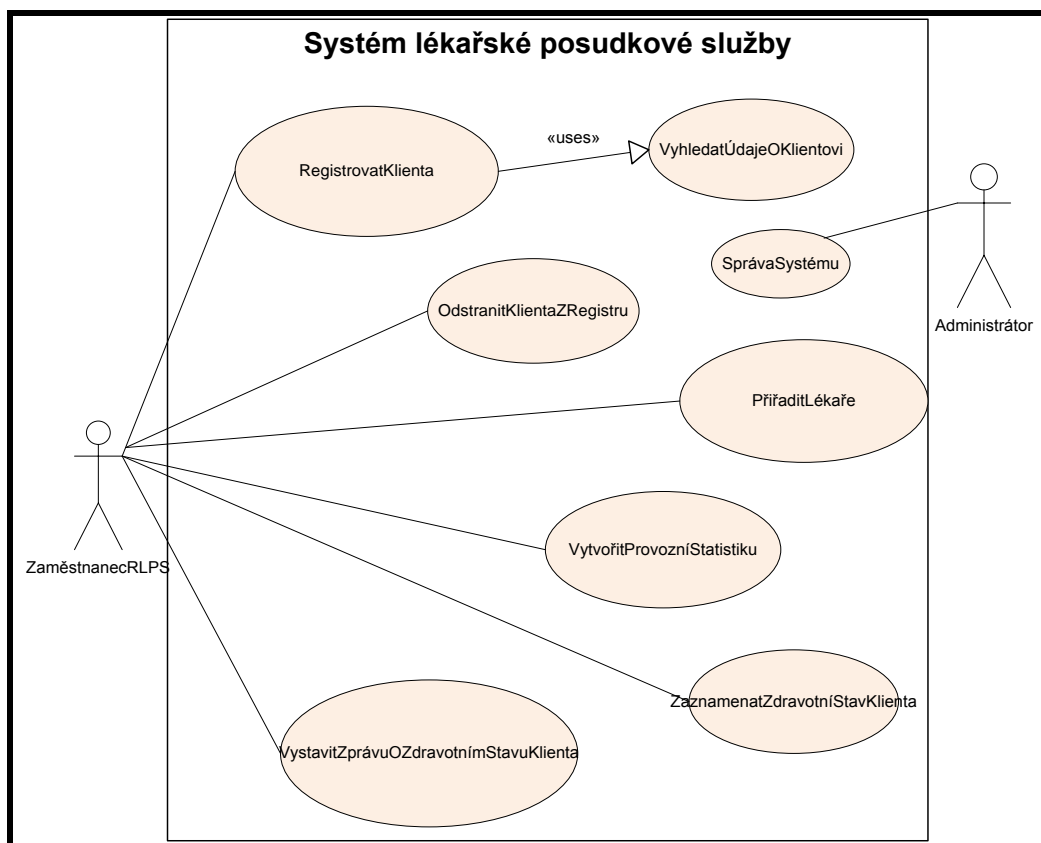 Systém lékařské posudkové služby
«uses»
VyhledatÚdajeOKlientovi
RegistrovatKlienta
SprávaSystému
OdstranitKlientaZRegistru
Administrátor
PřiřaditLékaře
VytvořitProvozníStatistiku
ZaměstnanecRLPS
ZaznamenatZdravotníStavKlienta
VystavitZprávuOZdravotnímStavuKlienta